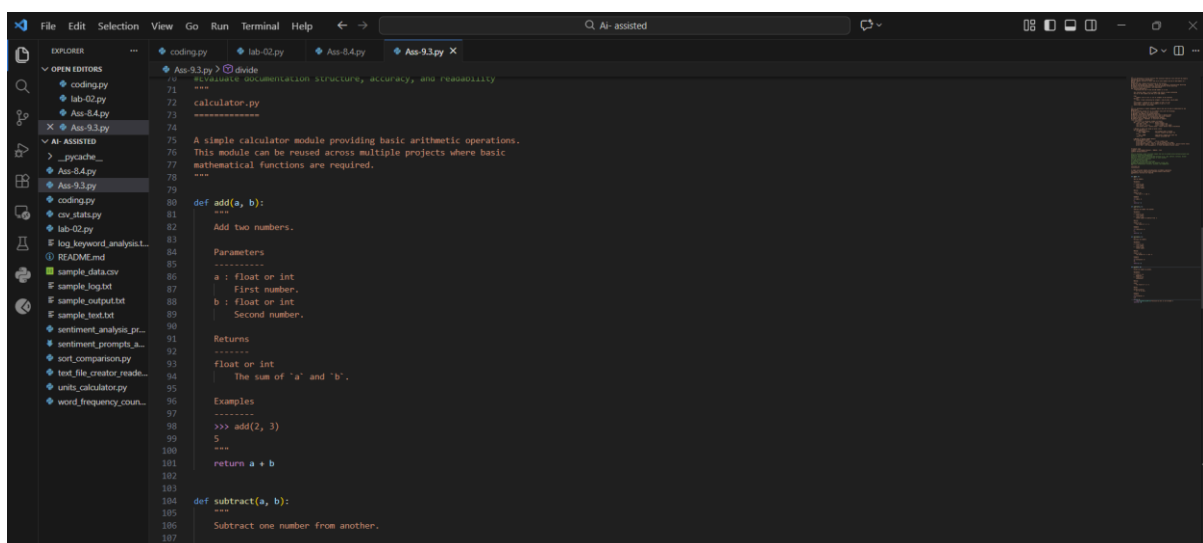 File Edit Selection View Go Run Terminal Help
Ai- assisted
EXPLORER
OPEN EDITORS
coding.py
lab-02.py
Ass-8.4.py
Ass-9.3.py
AI- ASSISTED
__pycache__
Ass-8.4.py
Ass-9.3.py
coding.py
csv_stats.py
lab-02.py
log_keyword_analysis.t...
README.md
sample_data.csv
sample_log.txt
sample_output.txt
sample_text.txt
sentiment_analysis_pr...
sentiment_prompts_a...
sort_comparison.py
text_file_creator_reade...
units_calculator.py
word_frequency_coun...
coding.py lab-02.py Ass-8.4.py Ass-9.3.py
Ass-9.3.py > divide
70 #Evaluate documentation structure, accuracy, and readability
71 """
72 calculator.py
73 =============
74
75 A simple calculator module providing basic arithmetic operations.
76 This module can be reused across multiple projects where basic
77 mathematical functions are required.
78 """
79
80 def add(a, b):
81 """
82 Add two numbers.
83
84 Parameters
85 ----------
86 a : float or int
87 First number.
88 b : float or int
89 Second number.
90
91 Returns
92 -------
93 float or int
94 The sum of `a` and `b`.
95
96 Examples
97 --------
98 >>> add(2, 3)
99 5
100 """
101 return a + b
102
103
104 def subtract(a, b):
105 """
106 Subtract one number from another.
107